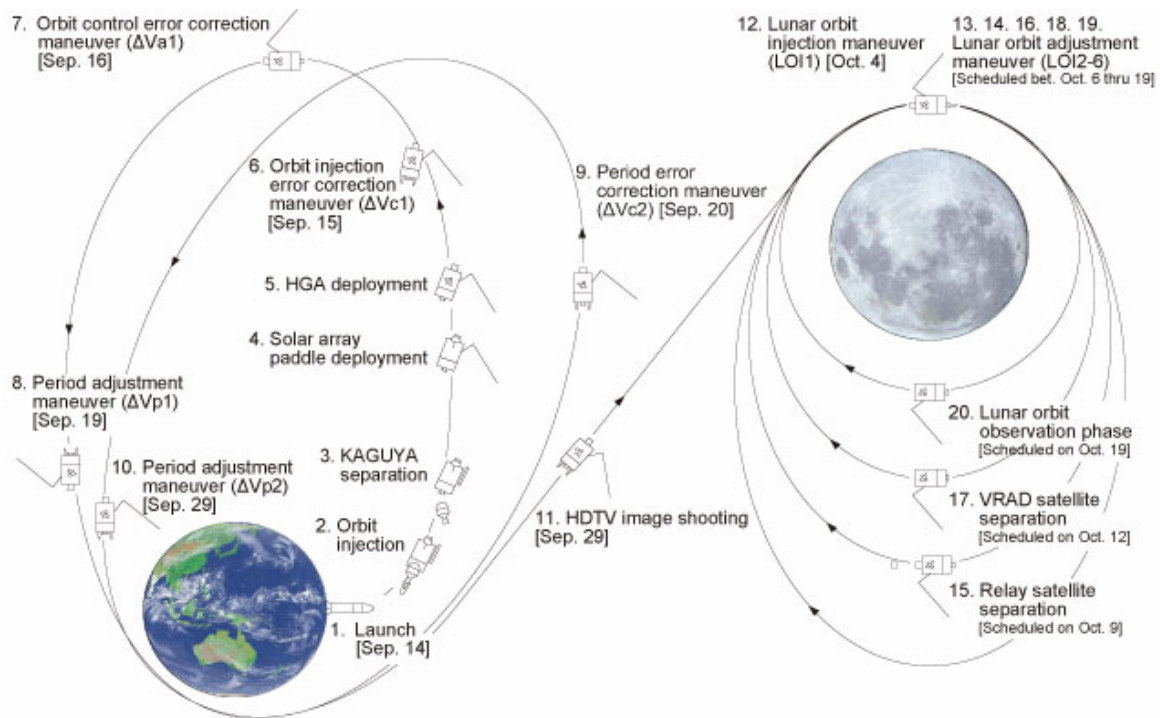 7. Orbit control error correction
maneuver (ΔVa1)
[Sep. 16]
12. Lunar orbit
injection maneuver
(LOI1) [Oct. 4]
13. 14. 16. 18. 19.
Lunar orbit adjustment
maneuver (LOI2-6)
[Scheduled bet. Oct. 6 thru 19]
6. Orbit injection
error correction
maneuver (ΔVc1)
[Sep. 15]
9. Period error
correction maneuver
(ΔVc2) [Sep. 20]
5. HGA deployment
4. Solar array
paddle deployment
8. Period adjustment
maneuver (ΔVp1)
[Sep. 19]
3. KAGUYA
separation
10. Period adjustment
maneuver (ΔVp2)
[Sep. 29]
2. Orbit
injection
11. HDTV image shooting
[Sep. 29]
1. Launch
[Sep. 14]
20. Lunar orbit
observation phase
[Scheduled on Oct. 19]
17. VRAD satellite
separation
[Scheduled on Oct. 12]
15. Relay satellite
separation
[Scheduled on Oct. 9]